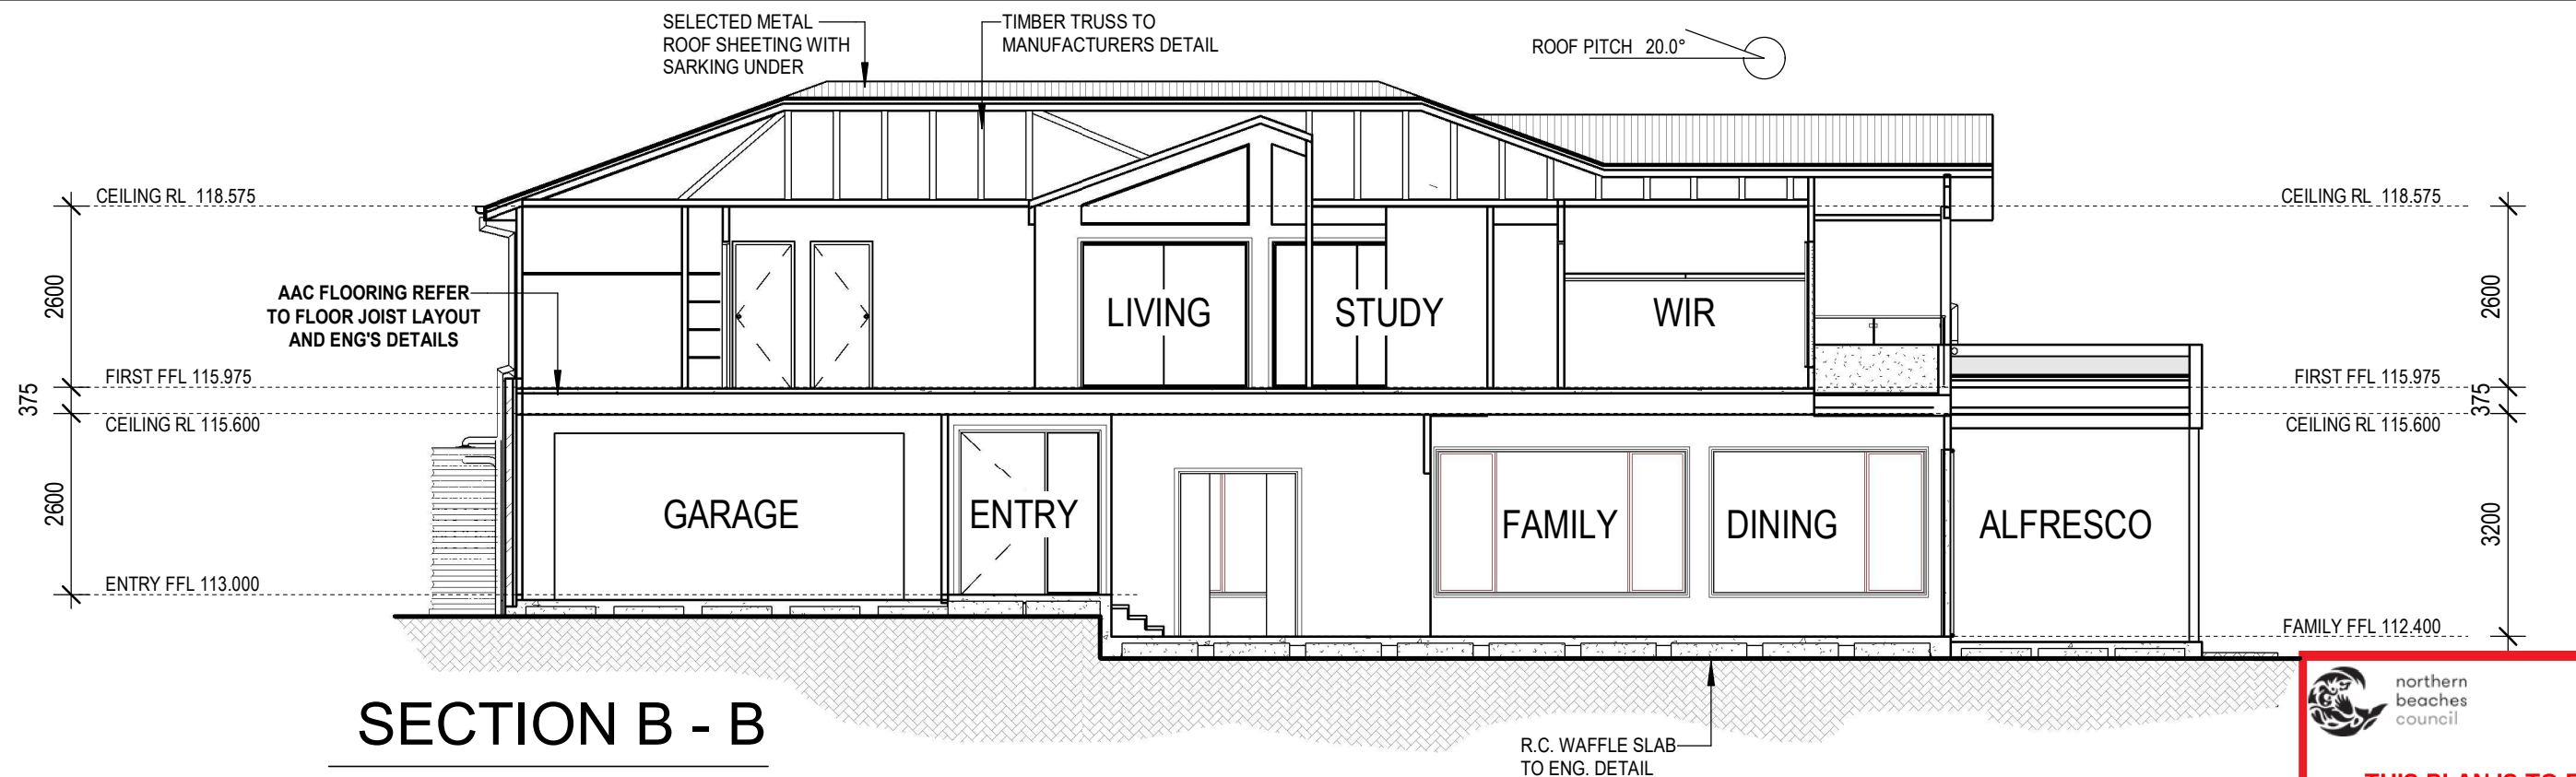 SELECTED METAL
ROOF SHEETING WITH
SARKING UNDER
TIMBER TRUSS TO
MANUFACTURERS DETAIL
ROOF PITCH 20.0°
CEILING RL 118.575
CEILING RL 118.575
2600
2600
AAC FLOORING REFER
TO FLOOR JOIST LAYOUT
AND ENG'S DETAILS
LIVING
STUDY
WIR
FIRST FFL 115.975
FIRST FFL 115.975
375
375
CEILING RL 115.600
CEILING RL 115.600
2600
3200
GARAGE
ENTRY
FAMILY
DINING
ALFRESCO
ENTRY FFL 113.000
FAMILY FFL 112.400
SECTION B - B
R.C. WAFFLE SLAB
TO ENG. DETAIL
northern
beaches
council